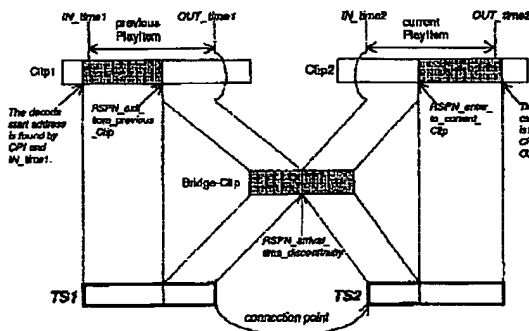 IN_time1
previous
PlayItem
OUT_time1
IN_time2
current
PlayItem
OUT_time2
Clip1
Clip2
The decode
start address
is found by
CPI and
IN_time1.
RSPN_exit_
from_previous
_Clip
RSPN_enter_
to_current_
Clip
Bridge-Clip
RSPN_arrival_
time_discontinuity
TS1
TS2
connection point